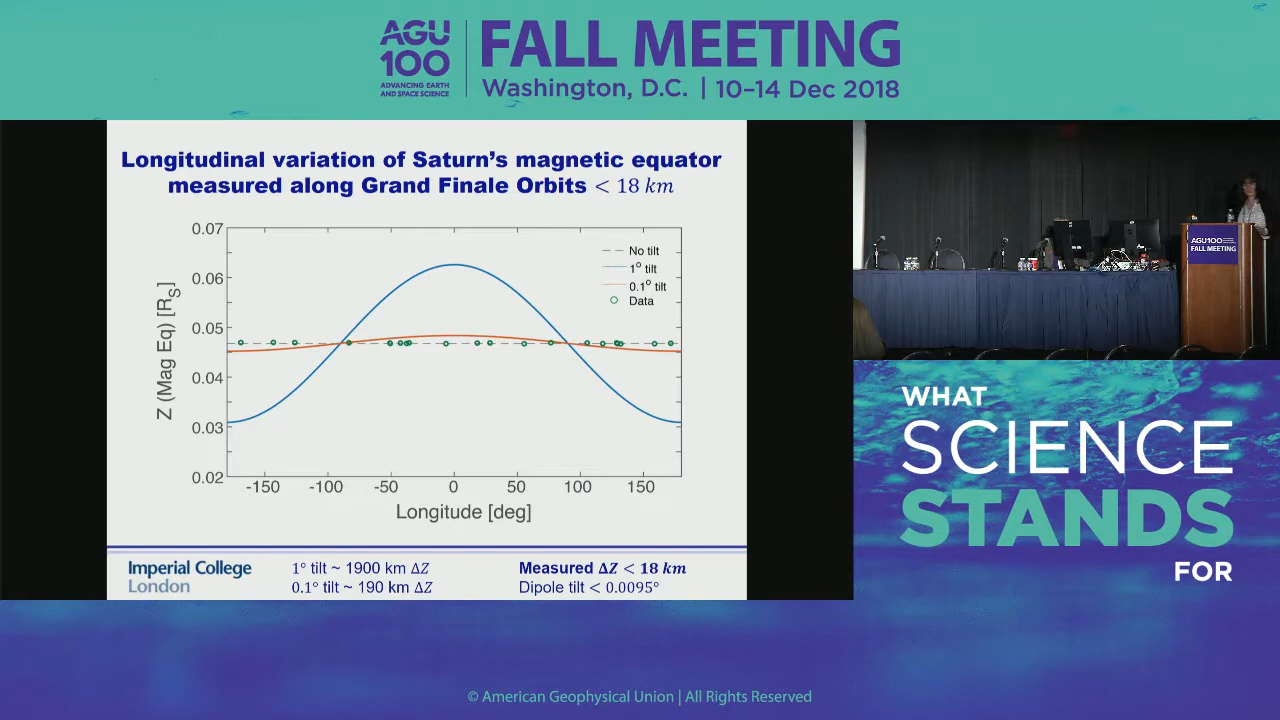 AGU
100
ADVANCING EARTH
AND SPACE SCIENCE
FALL MEETING
Washington, D.C. | 10–14 Dec 2018
Longitudinal variation of Saturn's magnetic equator
measured along Grand Finale Orbits < 18 km
0.07
0.06
0.05
0.04
0.03
0.02
Z (Mag Eq) [R_S]
No tilt
1° tilt
0.1° tilt
Data
-150 -100 -50 0 50 100 150
Longitude [deg]
Imperial College
London
1° tilt ~ 1900 km ΔZ
0.1° tilt ~ 190 km ΔZ
Measured ΔZ < 18 km
Dipole tilt < 0.0095°
AGU100
FALL MEETING
WHAT
SCIENCE
STANDS
FOR
© American Geophysical Union | All Rights Reserved